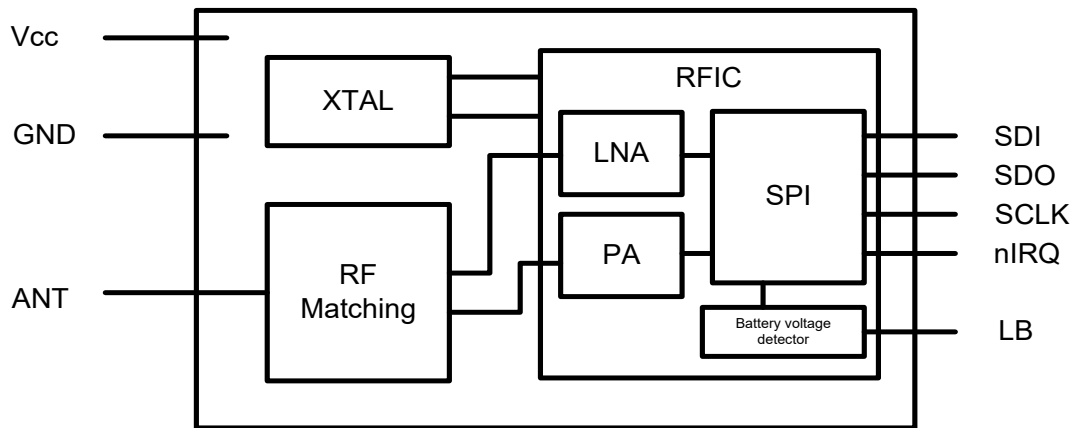 Vcc
GND
ANT
XTAL
RF
Matching
RFIC
LNA
PA
SPI
Battery voltage
detector
SDI
SDO
SCLK
nIRQ
LB